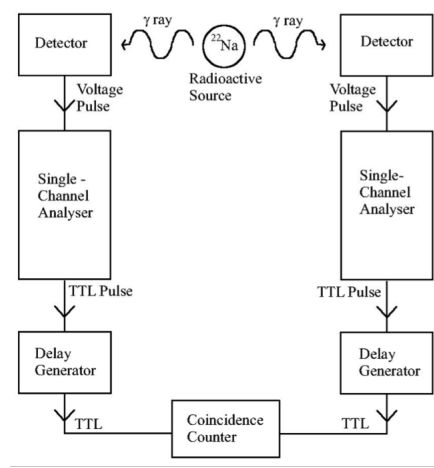 γ ray
γ ray
Detector
²²Na
Detector
Radioactive
Source
Voltage
Pulse
Voltage
Pulse
Single -
Channel
Analyser
Single-
Channel
Analyser
TTL Pulse
TTL Pulse
Delay
Generator
Delay
Generator
TTL
Coincidence
Counter
TTL